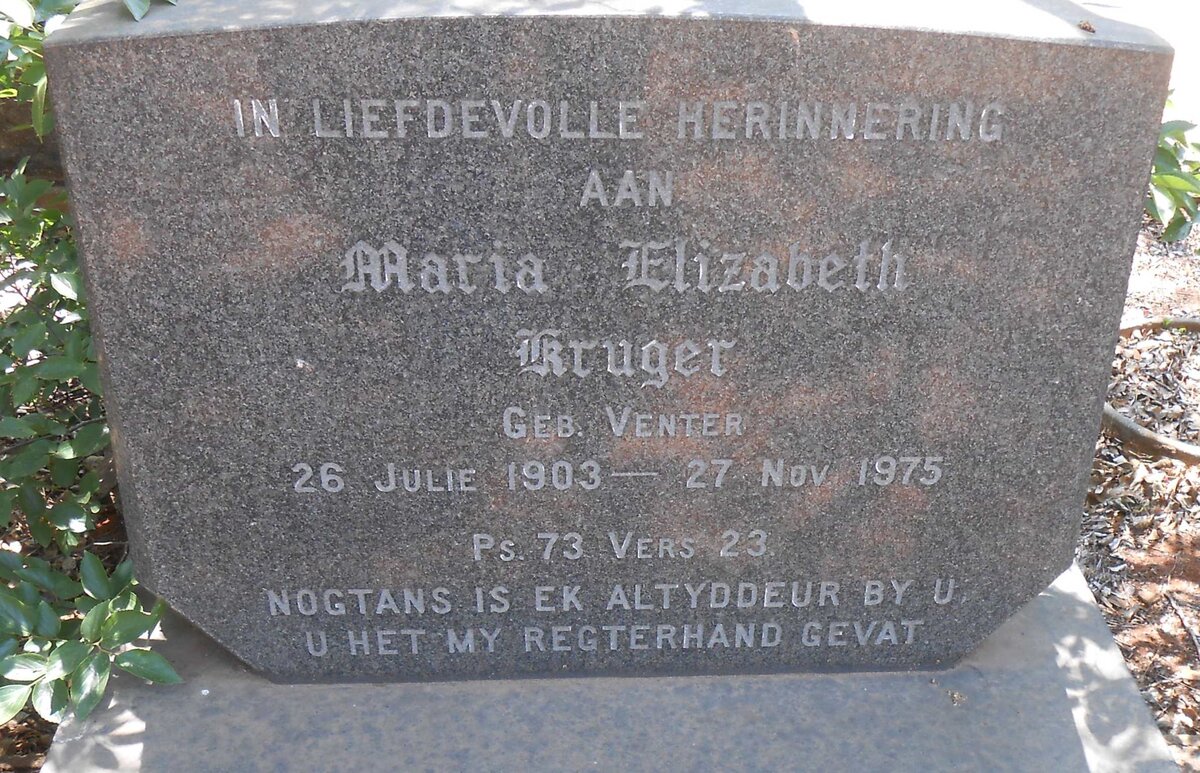 IN LIEFDEVOLLE HERINNERING
AAN
Maria Elizabeth
Kruger
GEB. VENTER
26 JULIE 1903 — 27 NOV 1975
PS. 73 VERS 23.
NOGTANS IS EK ALTYDDEUR BY U,
U HET MY REGTERHAND GEVAT